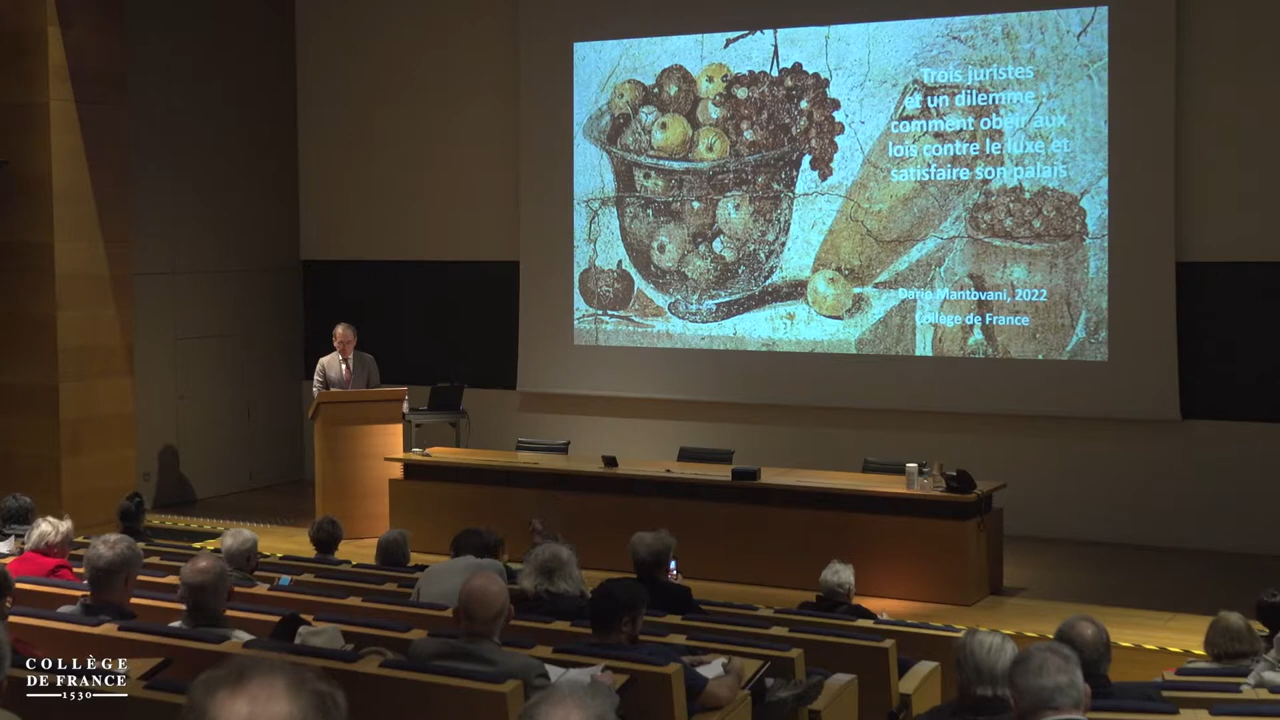 Trois juristes
et un dilemme :
comment obéir aux
lois contre le luxe et
satisfaire son palais
Dario Mantovani, 2022
Collège de France
COLLÈGE
DE FRANCE
1530